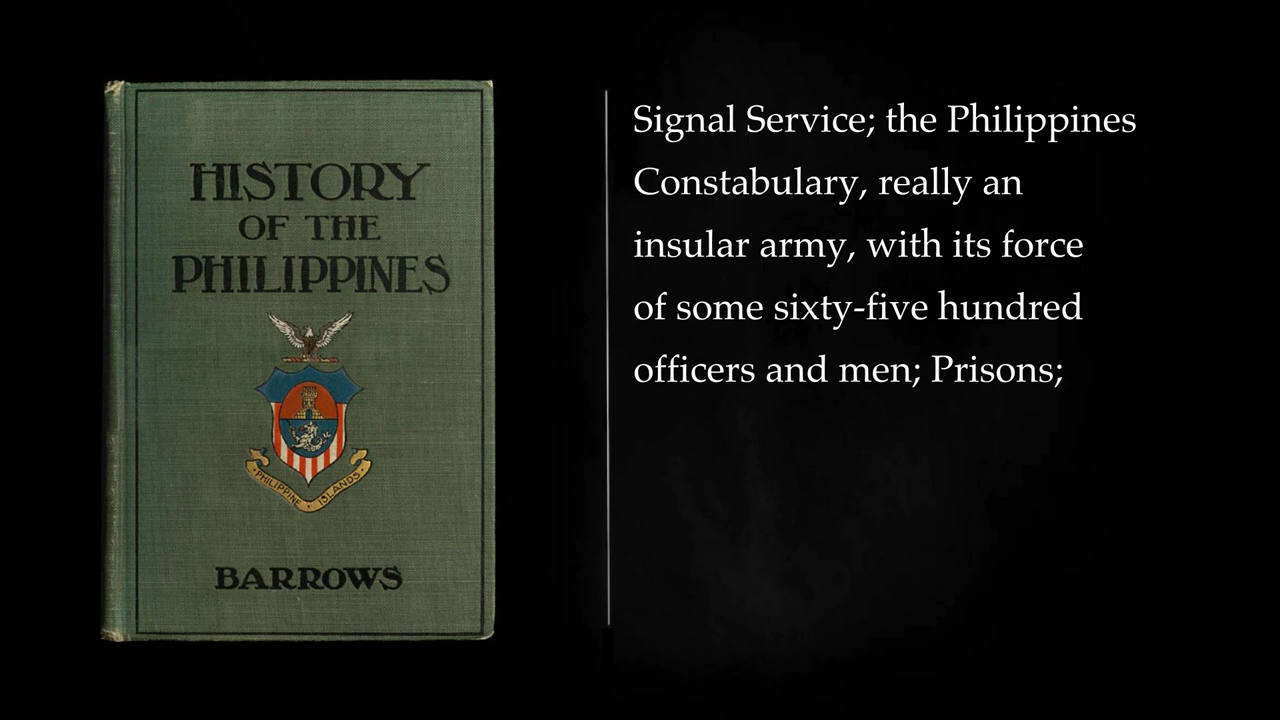 HISTORY
OF THE
PHILIPPINES
PHILIPPINE ISLANDS
BARROWS
Signal Service; the Philippines
Constabulary, really an
insular army, with its force
of some sixty-five hundred
officers and men; Prisons;